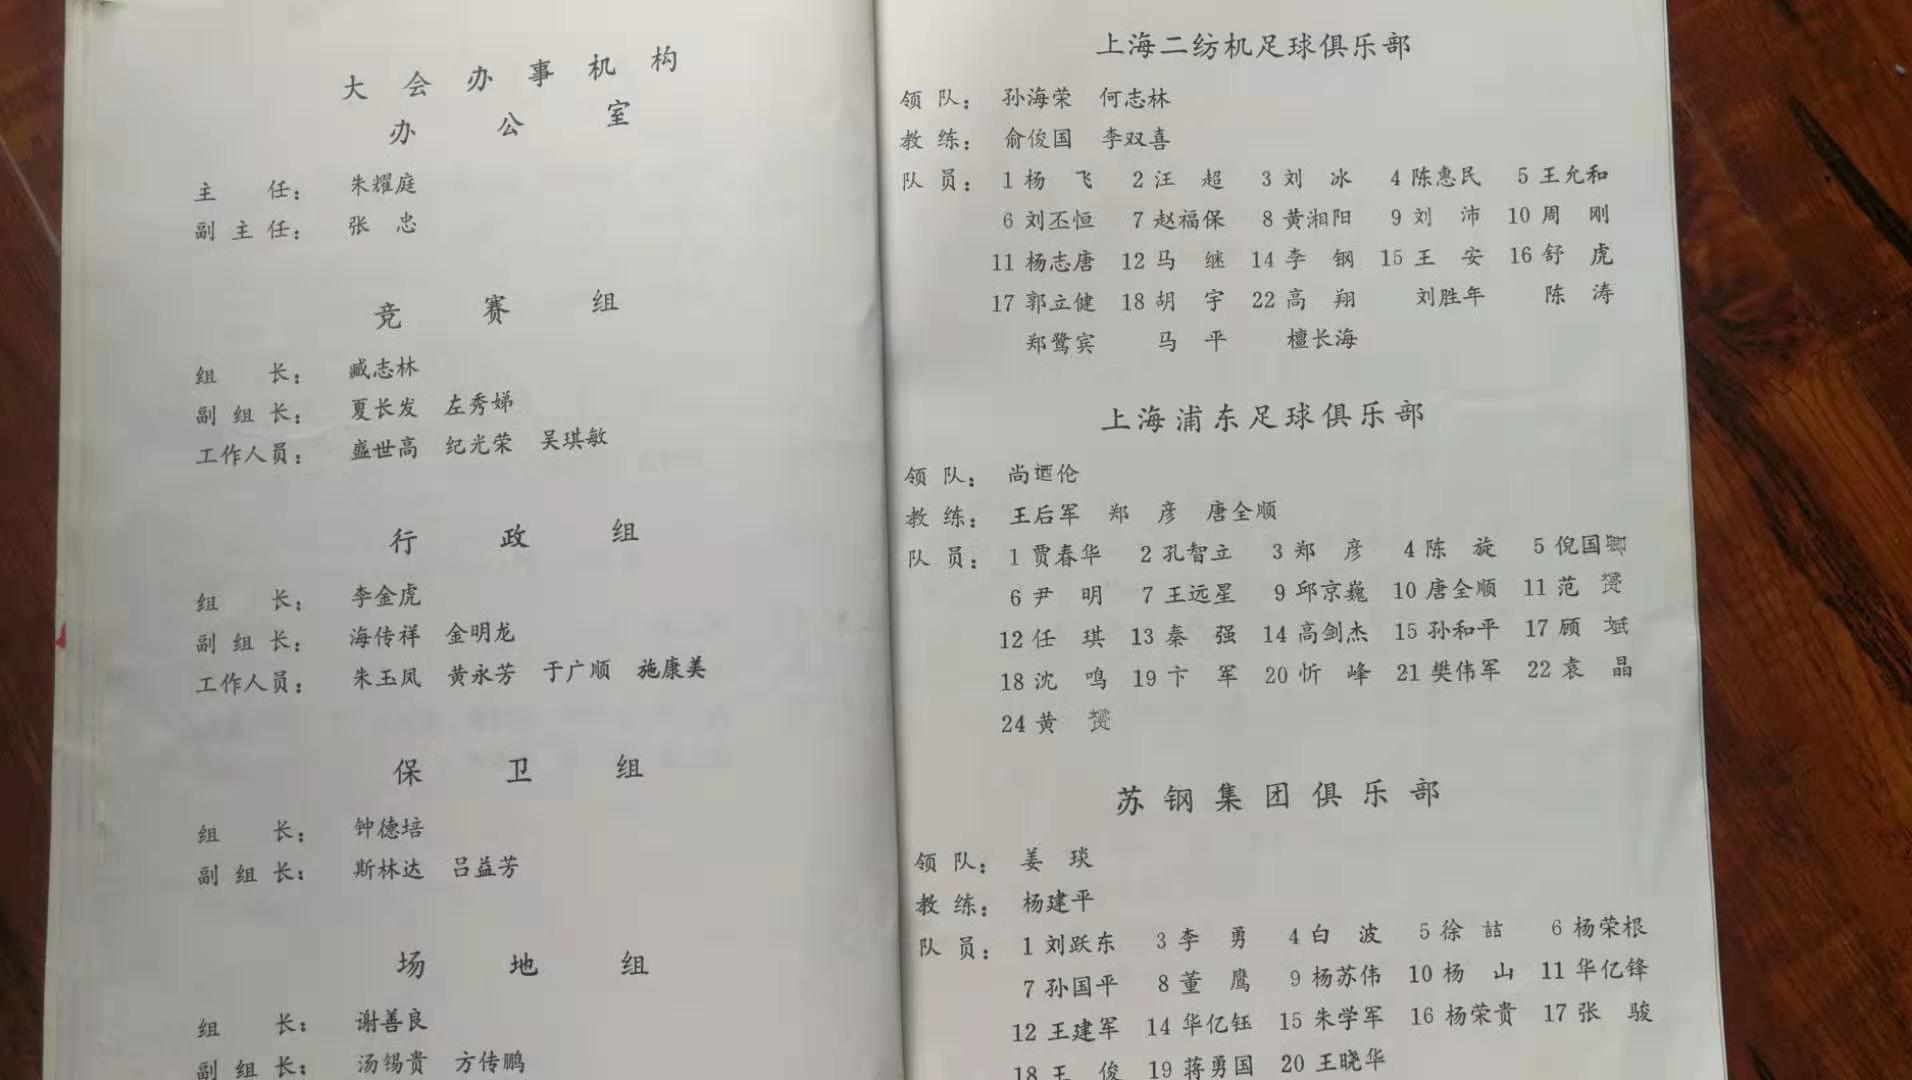 大会办事机构
办公室
主任：朱耀庭
副主任：张忠
竞赛组
组长：臧志林
副组长：夏长发 左秀娣
工作人员：盛世高 纪光荣 吴琪敏
行政组
组长：李金虎
副组长：海传祥 金明龙
工作人员：朱玉凤 黄永芳 于广顺 施康美
保卫组
组长：钟德培
副组长：斯林达 吕益芳
场地组
组长：谢善良
副组长：汤锡贵 方传鹏
上海二纺机足球俱乐部
领队：孙海荣 何志林
教练：俞俊国 李双喜
队员：1 杨飞 2 汪超 3 刘冰 4 陈惠民 5 王允和
6 刘丕恒 7 赵福保 8 黄湘阳 9 刘沛 10 周刚
11 杨志唐 12 马继 14 李钢 15 王安 16 舒虎
17 郭立健 18 胡宇 22 高翔 刘胜年 陈涛
郑鹭宾 马平 檀长海
上海浦东足球俱乐部
领队：尚迺伦
教练：王后军 郑彦 唐全顺
队员：1 贾春华 2 孔智立 3 郑彦 4 陈旋 5 倪国卿
6 尹明 7 王远星 9 邱京巍 10 唐全顺 11 范赟
12 任琪 13 秦强 14 高剑杰 15 孙和平 17 顾斌
18 沈鸣 19 卞军 20 忻峰 21 樊伟军 22 袁晶
24 黄赟
苏钢集团俱乐部
领队：姜琰
教练：杨建平
队员：1 刘跃东 3 李勇 4 白波 5 徐喆 6 杨荣根
7 孙国平 8 董鹰 9 杨苏伟 10 杨山 11 华亿锋
12 王建军 14 华亿钰 15 朱学军 16 杨荣贵 17 张骏
18 王俊 19 蒋勇国 20 王晓华